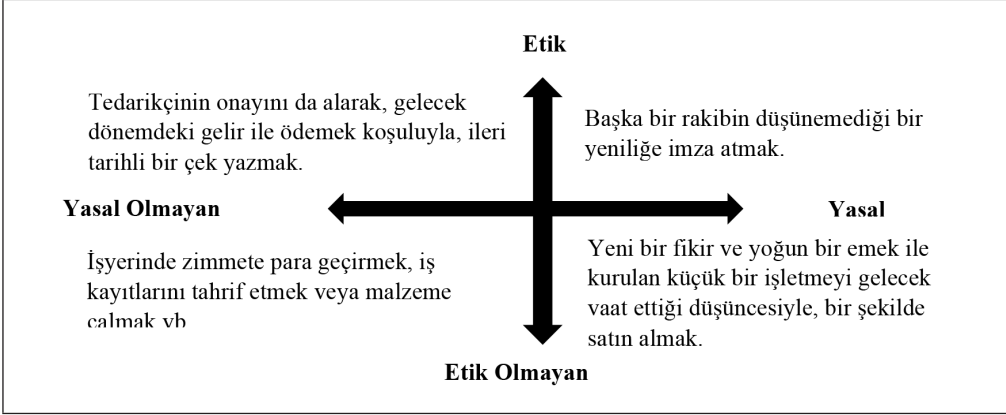 Etik
Tedarikçinin onayını da alarak, gelecek
dönemdeki gelir ile ödemek koşuluyla, ileri
tarihli bir çek yazmak.
Başka bir rakibin düşünemediği bir
yeniliğe imza atmak.
Yasal Olmayan
Yasal
İşyerinde zimmete para geçirmek, iş
kayıtlarını tahrif etmek veya malzeme
çalmak vb
Yeni bir fikir ve yoğun bir emek ile
kurulan küçük bir işletmeyi gelecek
vaat ettiği düşüncesiyle, bir şekilde
satın almak.
Etik Olmayan